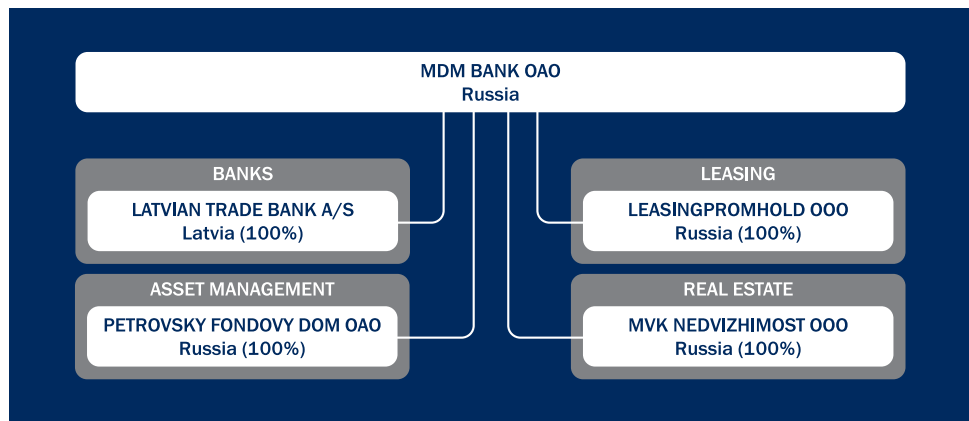 MDM BANK OAO
Russia
BANKS
LATVIAN TRADE BANK A/S
Latvia (100%)
LEASING
LEASINGPROMHOLD OOO
Russia (100%)
ASSET MANAGEMENT
PETROVSKY FONDOVY DOM OAO
Russia (100%)
REAL ESTATE
MVK NEDVIZHIMOST OOO
Russia (100%)